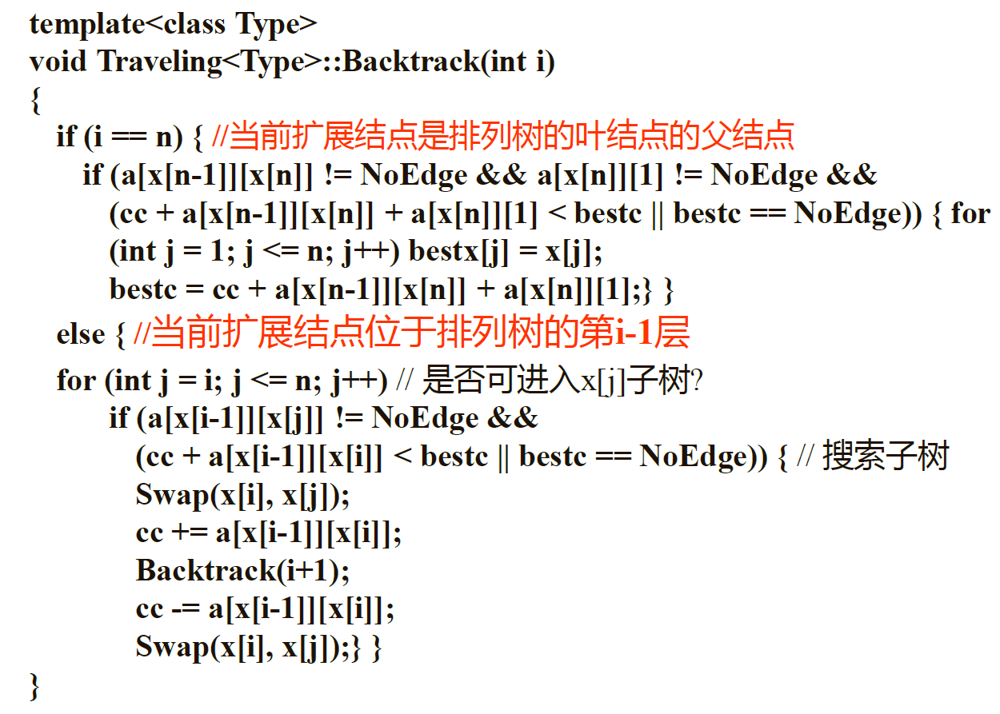 template<class Type>
void Traveling<Type>::Backtrack(int i)
{
if (i == n) { //当前扩展结点是排列树的叶结点的父结点
if (a[x[n-1]][x[n]] != NoEdge && a[x[n]][1] != NoEdge &&
(cc + a[x[n-1]][x[n]] + a[x[n]][1] < bestc || bestc == NoEdge)) { for
(int j = 1; j <= n; j++) bestx[j] = x[j];
bestc = cc + a[x[n-1]][x[n]] + a[x[n]][1];} }
else { //当前扩展结点位于排列树的第i-1层
for (int j = i; j <= n; j++) // 是否可进入x[j]子树?
if (a[x[i-1]][x[j]] != NoEdge &&
(cc + a[x[i-1]][x[i]] < bestc || bestc == NoEdge)) { // 搜索子树
Swap(x[i], x[j]);
cc += a[x[i-1]][x[i]];
Backtrack(i+1);
cc -= a[x[i-1]][x[i]];
Swap(x[i], x[j]);} }
}